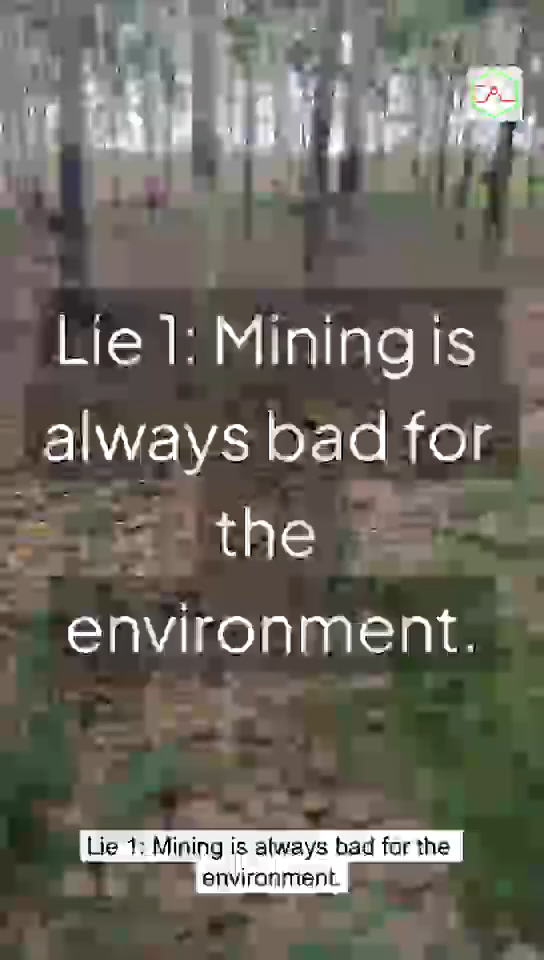 Lie 1: Mining is
always bad for
the
environment.
Lie 1: Mining is always bad for the
environment.